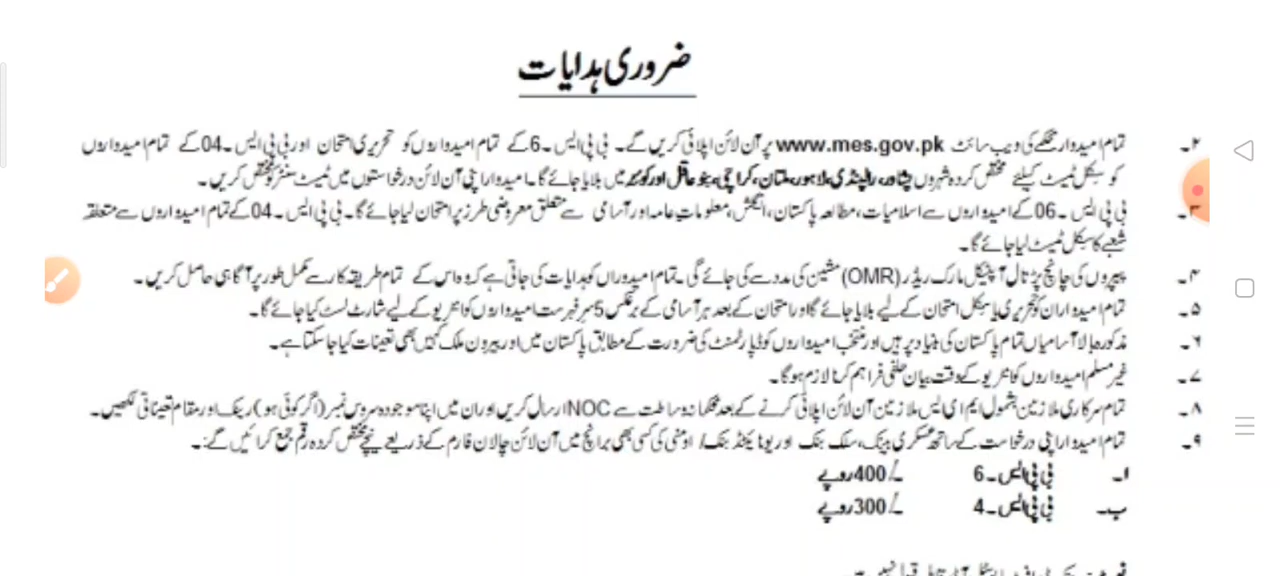 ضروری ہدایات
۲۔ تمام امیدوار محکمے کی ویب سائٹ www.mes.gov.pk پر آن لائن اپلائی کریں گے۔ بی پی ایس۔6 کے تمام امیدواروں کو تحریری امتحان اور بی پی ایس۔04 کے تمام امیدواروں
کو سکل ٹیسٹ کیلئے مختص کردہ شہروں پشاور، راولپنڈی، لاہور، ملتان، کراچی، پنو عاقل اور کوئٹہ میں بلایا جائے گا۔ امیدوار اپنی آن لائن درخواستوں میں ٹیسٹ سنٹر کو مختص کریں۔
۳۔ بی پی ایس۔06 کے امیدواروں سے اسلامیات، مطالعہ پاکستان، انگلش، معلومات عامہ اور آسامی سے متعلق معروضی طرز پر امتحان لیا جائے گا۔ بی پی ایس۔04 کے تمام امیدواروں سے متعلقہ
شعبے کا سکل ٹیسٹ لیا جائے گا۔
۴۔ پیپروں کی جانچ پڑتال آپٹیکل مارک ریڈر (OMR) مشین کی مدد سے کی جائے گی۔ تمام امیدوران کو ہدایات کی جاتی ہے کہ وہ اس کے تمام طریقہ کار سے مکمل طور پر آگاہی حاصل کریں۔
۵۔ تمام امیدواران کو تحریری یا سکل امتحان کے لیے بلایا جائے گا اور امتحان کے بعد ہر آسامی کے برعکس 5 سر فہرست امیدواروں کو انٹرویو کے لیے شارٹ لسٹ کیا جائے گا۔
۶۔ مذکورہ بالا آسامیاں تمام پاکستان کی بنیاد پر ہیں اور منتخب امیدواروں کو ڈیپارٹمنٹ کی ضرورت کے مطابق پاکستان میں اور بیرون ملک کہیں بھی تعینات کیا جا سکتا ہے۔
۷۔ غیر مسلم امیدواروں کا انٹرویو کے وقت بیان حلفی فراہم کرنا لازم ہوگا۔
۸۔ تمام سرکاری ملازمین بشمول ایم ای ایس ملازمین آن لائن اپلائی کرنے کے بعد محکمانہ وساطت سے NOC ارسال کریں اور ان میں اپنا موجودہ سروس نمبر (اگر کوئی ہو) رینک اور مقام تعیناتی لکھیں۔
۹۔ تمام امیدوار اپنی درخواست کے ساتھ عسکری بینک، سلک بنک اور یونائیٹڈ بنک/ اومنی کی کسی بھی برانچ میں آن لائن چالان فارم کے ذریعے نیچے مختص کردہ رقم جمع کرائیں گے:۔
ا۔ بی پی ایس۔6 400/- روپے
ب۔ بی پی ایس۔4 300/- روپے